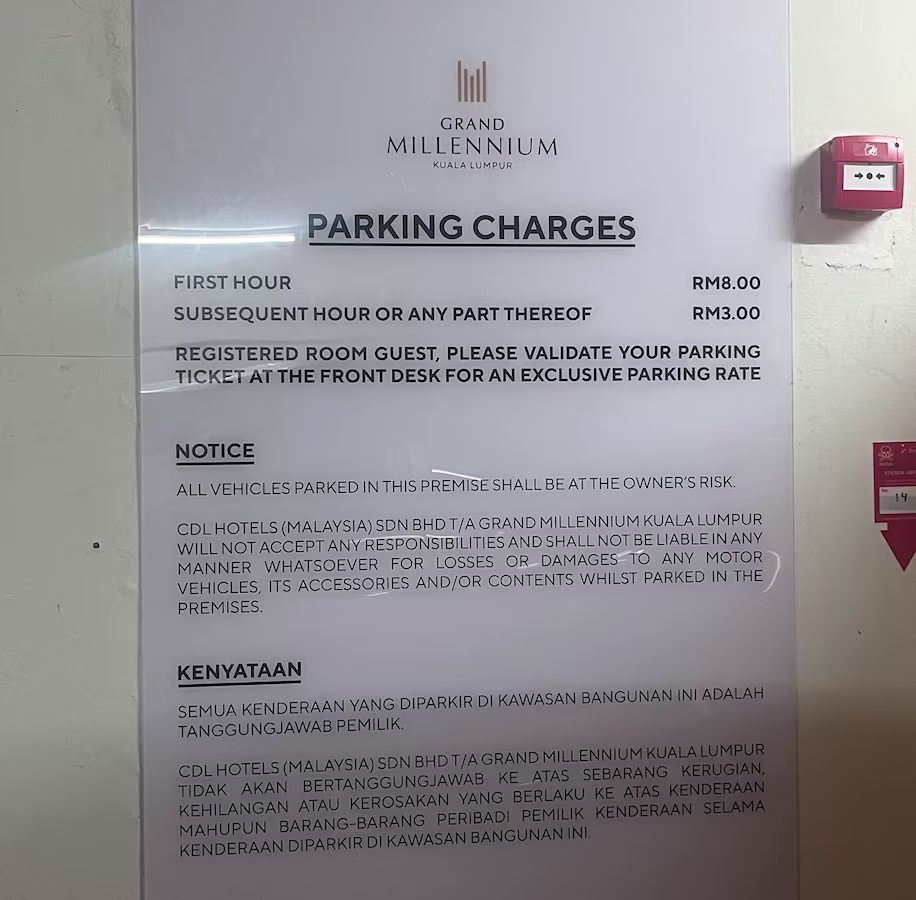 GRAND
MILLENNIUM
KUALA LUMPUR
PARKING CHARGES
FIRST HOUR RM8.00
SUBSEQUENT HOUR OR ANY PART THEREOF RM3.00
REGISTERED ROOM GUEST, PLEASE VALIDATE YOUR PARKING
TICKET AT THE FRONT DESK FOR AN EXCLUSIVE PARKING RATE
NOTICE
ALL VEHICLES PARKED IN THIS PREMISE SHALL BE AT THE OWNER'S RISK.
CDL HOTELS (MALAYSIA) SDN BHD T/A GRAND MILLENNIUM KUALA LUMPUR
WILL NOT ACCEPT ANY RESPONSIBILITIES AND SHALL NOT BE LIABLE IN ANY
MANNER WHATSOEVER FOR LOSSES OR DAMAGES TO ANY MOTOR
VEHICLES, ITS ACCESSORIES AND/OR CONTENTS WHILST PARKED IN THE
PREMISES.
KENYATAAN
SEMUA KENDERAAN YANG DIPARKIR DI KAWASAN BANGUNAN INI ADALAH
TANGGUNGJAWAB PEMILIK.
CDL HOTELS (MALAYSIA) SDN BHD T/A GRAND MILLENNIUM KUALA LUMPUR
TIDAK AKAN BERTANGGUNGJAWAB KE ATAS SEBARANG KERUGIAN,
KEHILANGAN ATAU KEROSAKAN YANG BERLAKU KE ATAS KENDERAAN
MAHUPUN BARANG-BARANG PERIBADI PEMILIK KENDERAAN SELAMA
KENDERAAN DIPARKIR DI KAWASAN BANGUNAN INI.
14